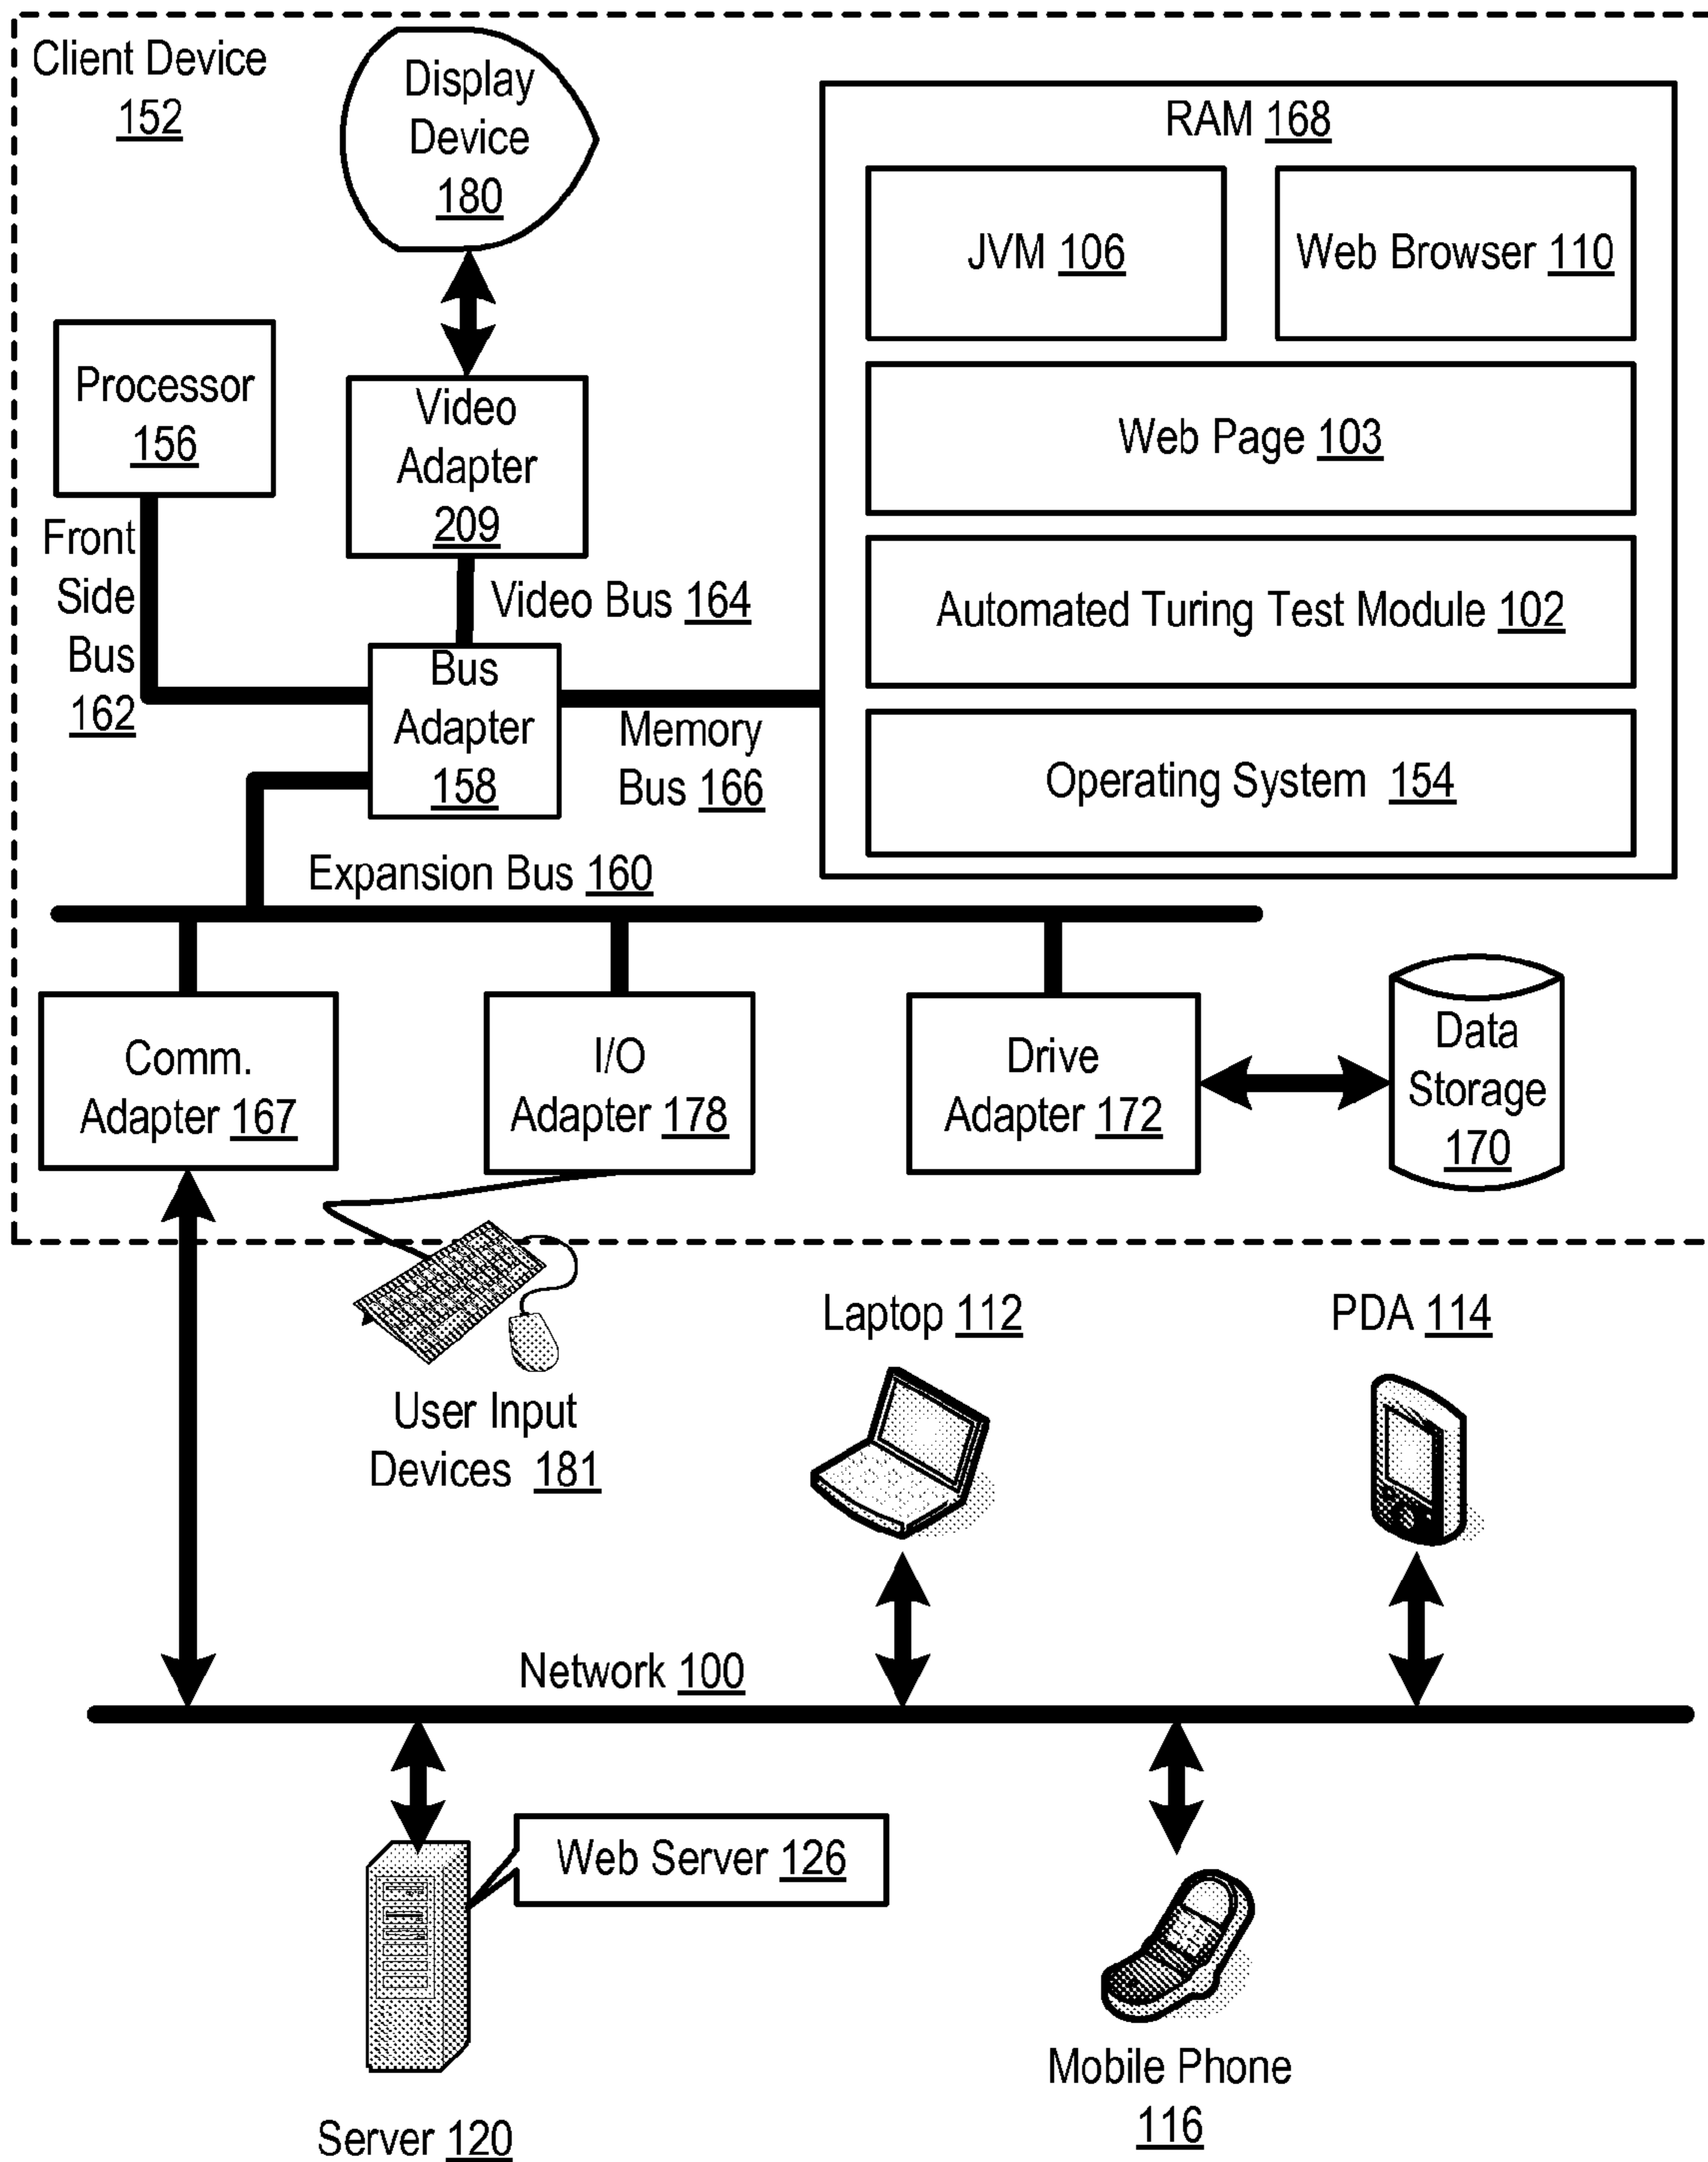 Client Device
152
Display
Device
180
RAM 168
JVM 106
Web Browser 110
Processor
156
Video
Adapter
209
Web Page 103
Front
Side
Bus
162
Video Bus 164
Automated Turing Test Module 102
Bus
Adapter
158
Memory
Bus 166
Operating System 154
Expansion Bus 160
Comm.
Adapter 167
I/O
Adapter 178
Drive
Adapter 172
Data
Storage
170
User Input
Devices 181
Laptop 112
PDA 114
Network 100
Web Server 126
Server 120
Mobile Phone
116